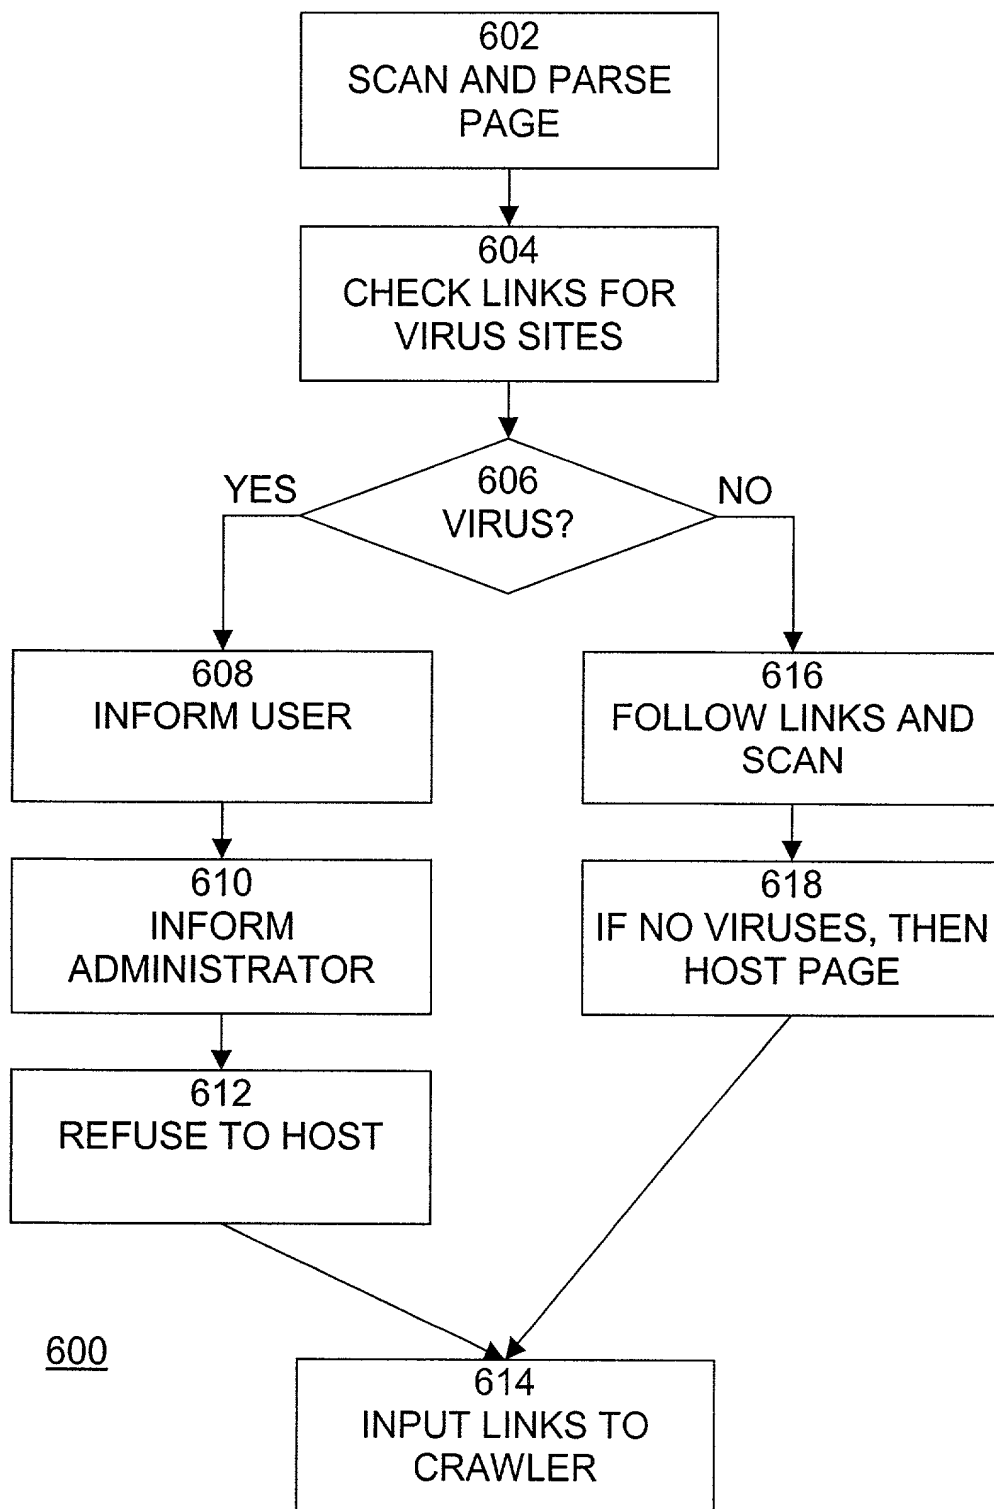 602
SCAN AND PARSE
PAGE
604
CHECK LINKS FOR
VIRUS SITES
606
VIRUS?
YES
NO
608
INFORM USER
610
INFORM
ADMINISTRATOR
612
REFUSE TO HOST
616
FOLLOW LINKS AND
SCAN
618
IF NO VIRUSES, THEN
HOST PAGE
600
614
INPUT LINKS TO
CRAWLER